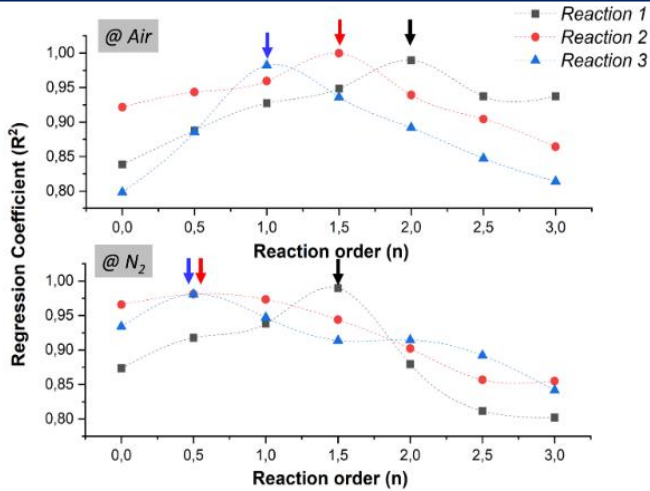 Reaction 1
Reaction 2
Reaction 3
@ Air
1,00
0,95
0,90
0,85
0,80
0,0 0,5 1,0 1,5 2,0 2,5 3,0
Reaction order (n)
Regression Coefficient (R²)
@ N₂
1,00
0,95
0,90
0,85
0,80
0,0 0,5 1,0 1,5 2,0 2,5 3,0
Reaction order (n)